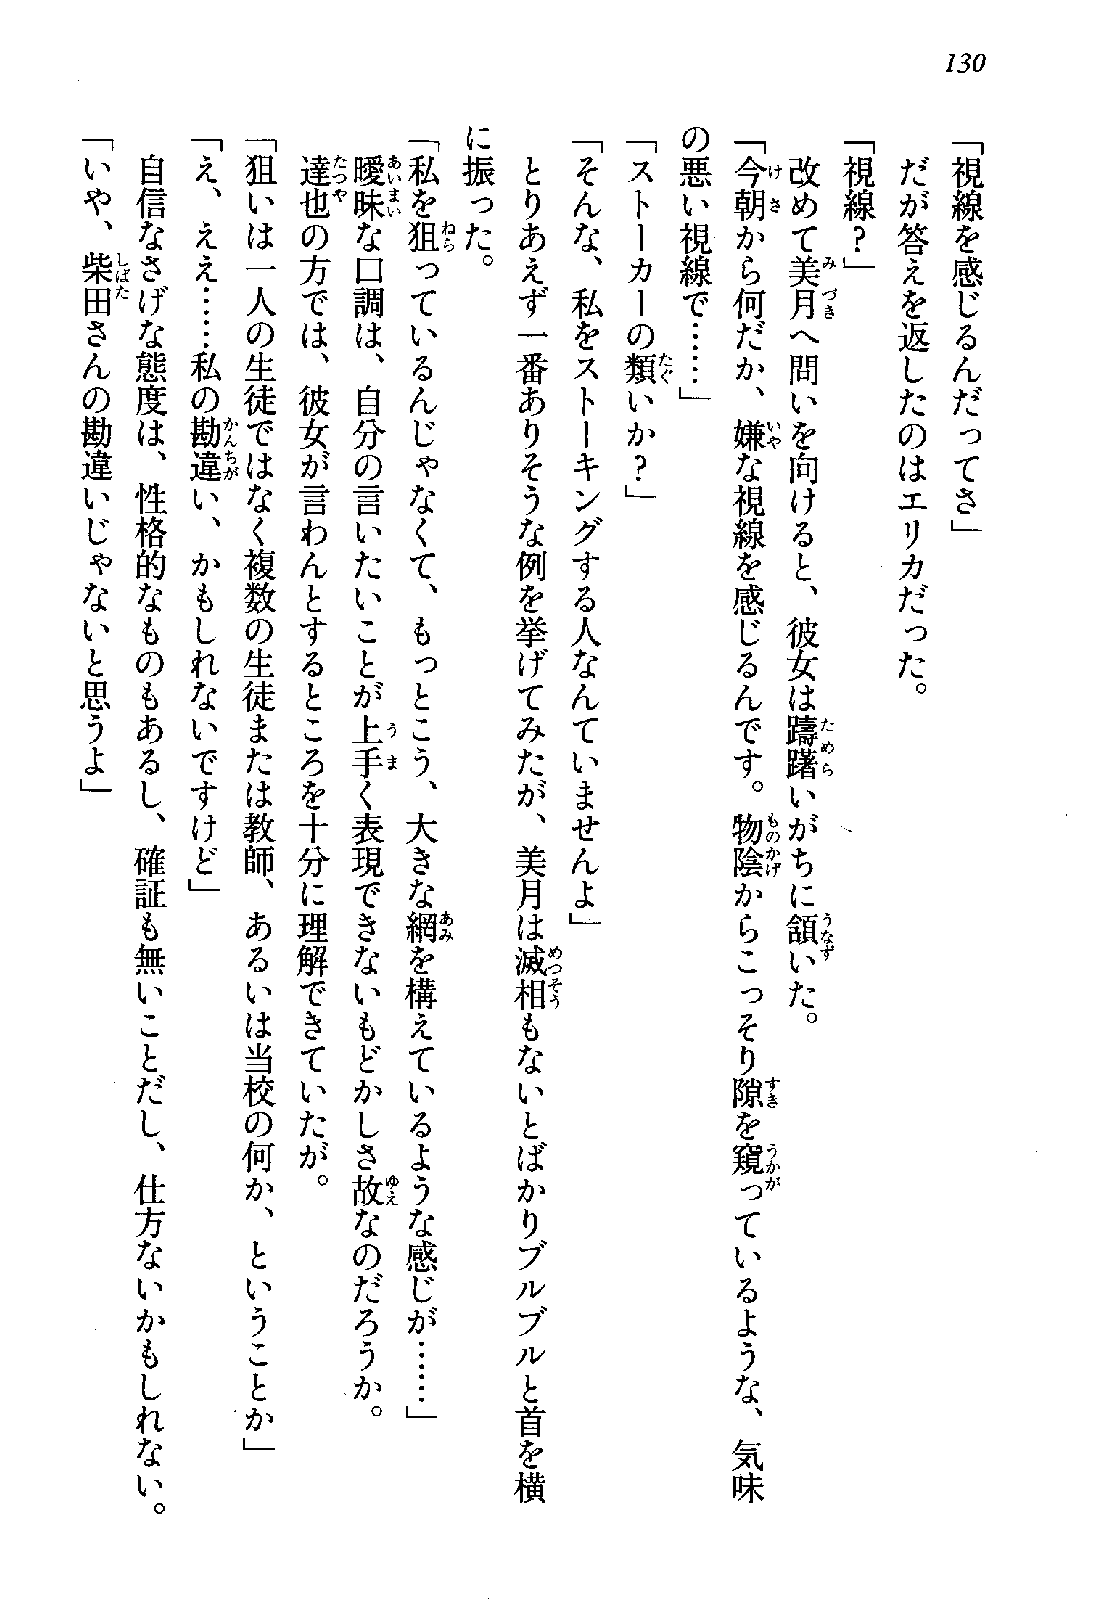 130
「視線を感じるんだってさ」
だが答えを返したのはエリカだった。
「視線？」
改めて美月へ問いを向けると、彼女は躊躇いがちに頷いた。
「今朝から何だか、嫌な視線を感じるんです。物陰からこっそり隙を窺っているような、気味
の悪い視線で……」
「ストーカーの類いか？」
「そんな、私をストーキングする人なんていませんよ」
とりあえず一番ありそうな例を挙げてみたが、美月は滅相もないとばかりブルブルと首を横
に振った。
「私を狙っているんじゃなくて、もっとこう、大きな網を構えているような感じが……」
曖昧な口調は、自分の言いたいことが上手く表現できないもどかしさ故なのだろうか。
達也の方では、彼女が言わんとするところを十分に理解できていたが。
「狙いは一人の生徒ではなく複数の生徒または教師、あるいは当校の何か、ということか」
「え、ええ……私の勘違い、かもしれないですけど」
自信なさげな態度は、性格的なものもあるし、確証も無いことだし、仕方ないかもしれない。
「いや、柴田さんの勘違いじゃないと思うよ」